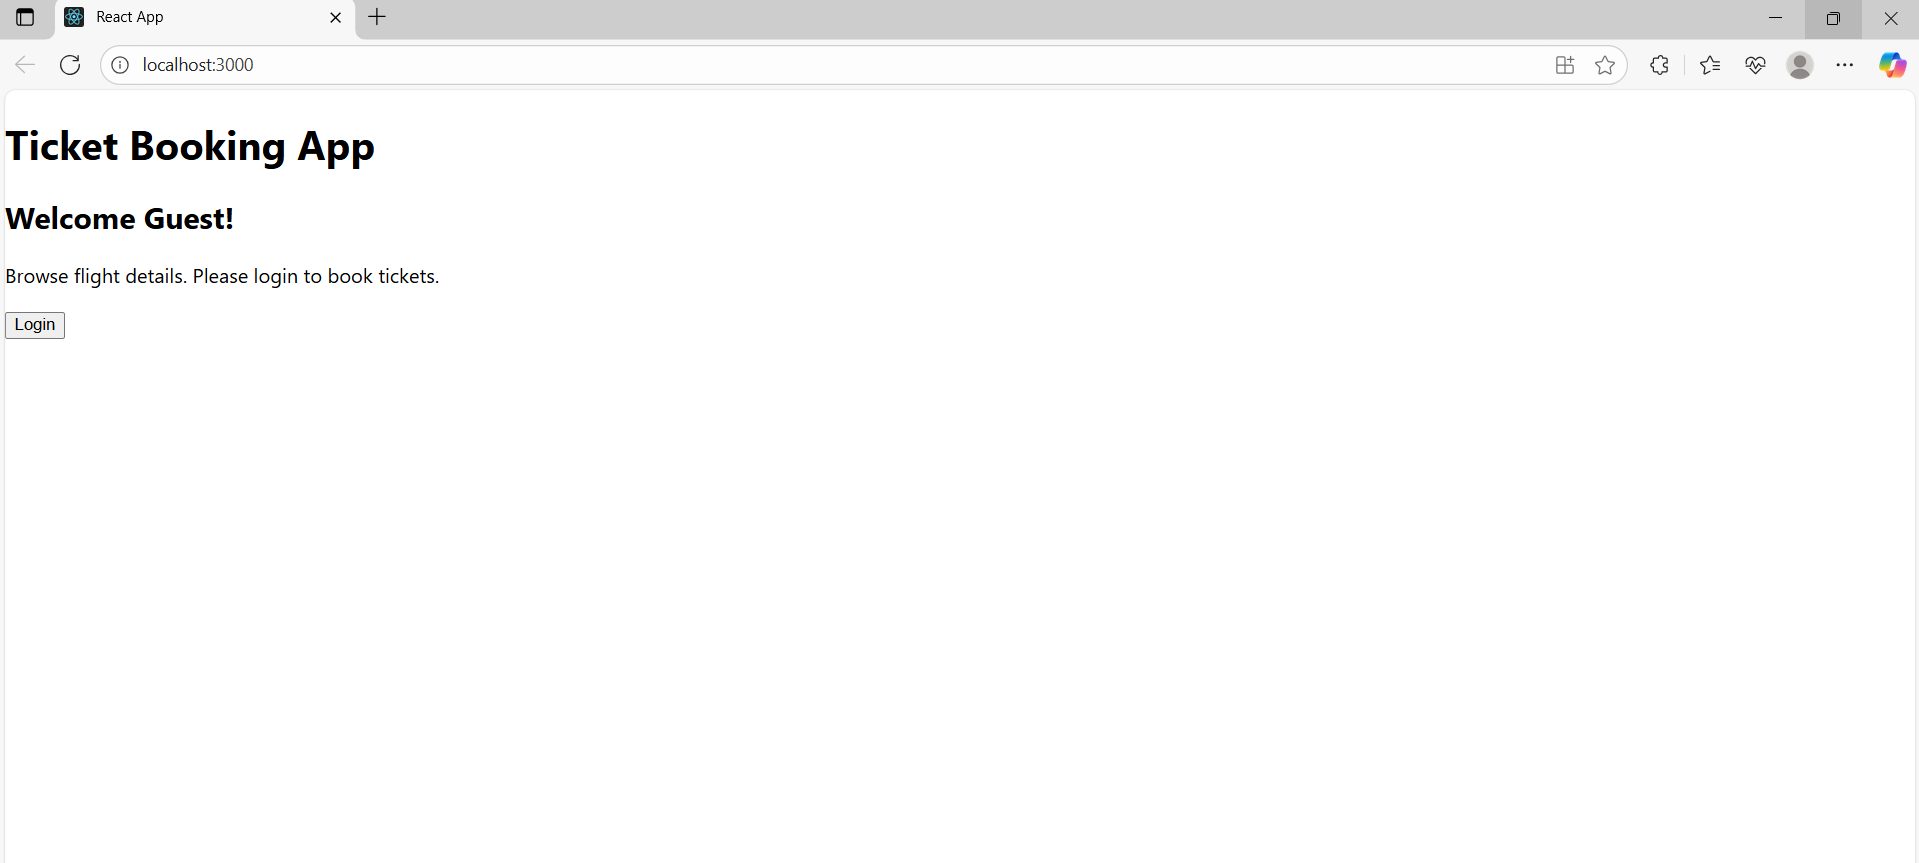 React App
localhost:3000
Ticket Booking App
Welcome Guest!
Browse flight details. Please login to book tickets.
Login